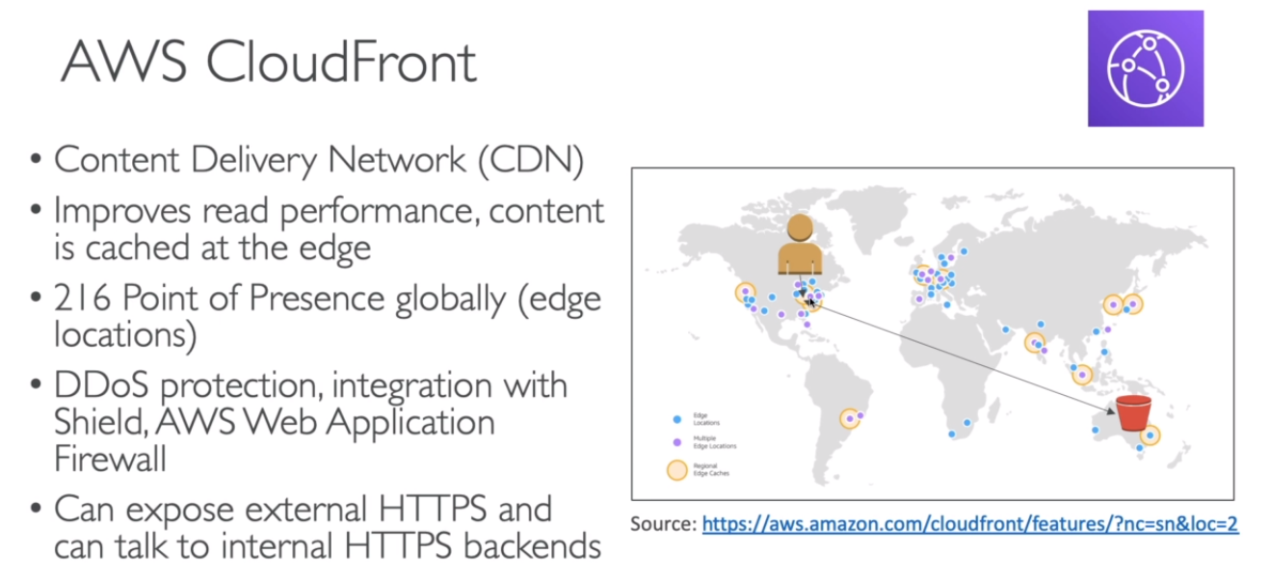 AWS CloudFront
• Content Delivery Network (CDN)
• Improves read performance, content
is cached at the edge
• 216 Point of Presence globally (edge
locations)
• DDoS protection, integration with
Shield, AWS Web Application
Firewall
• Can expose external HTTPS and
can talk to internal HTTPS backends
Edge
Locations
Multiple
Edge Locations
Regional
Edge Caches
Source: https://aws.amazon.com/cloudfront/features/?nc=sn&loc=2